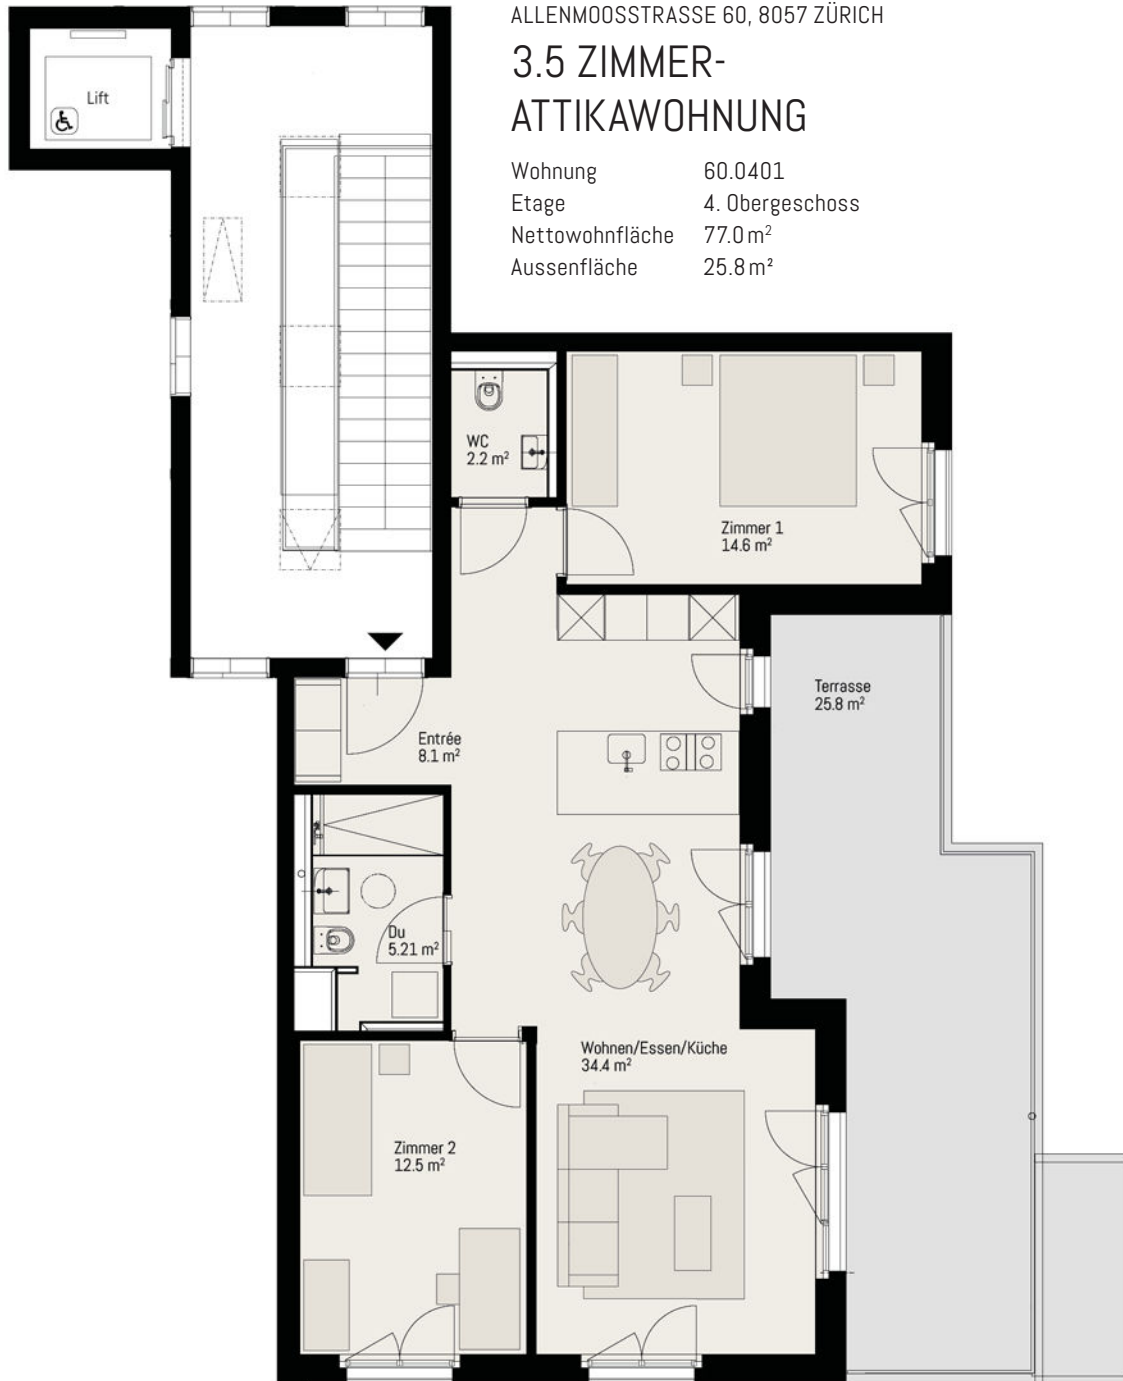 ALLENMOOSSTRASSE 60, 8057 ZÜRICH
3.5 ZIMMER-
ATTIKAWOHNUNG
Wohnung 60.0401
Etage 4. Obergeschoss
Nettowohnfläche 77.0 m²
Aussenfläche 25.8 m²
Lift
WC
2.2 m²
Zimmer 1
14.6 m²
Terrasse
25.8 m²
Entrée
8.1 m²
Du
5.21 m²
Wohnen/Essen/Küche
34.4 m²
Zimmer 2
12.5 m²